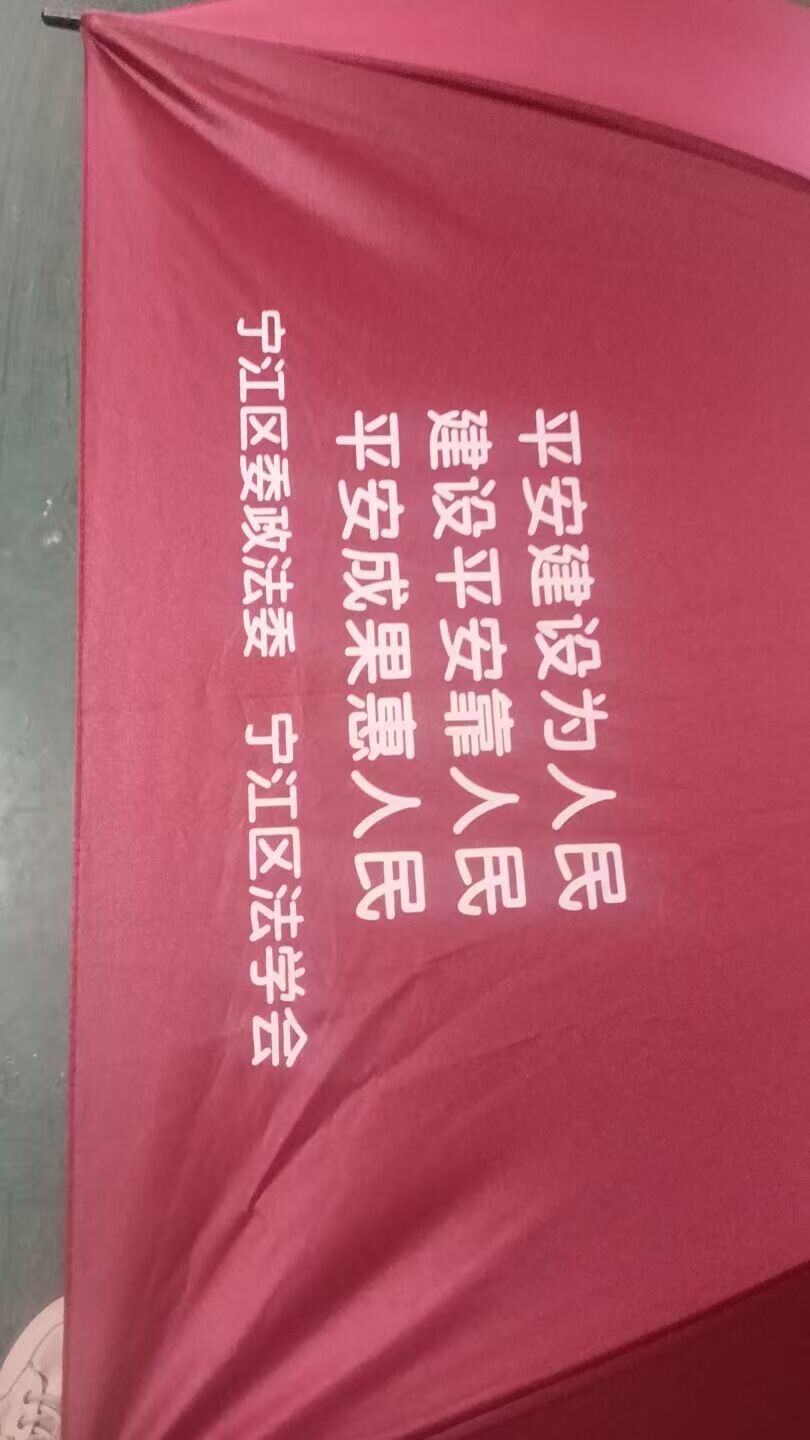 平安建设为人民
建设平安靠人民
平安成果惠人民
宁江区委政法委 宁江区法学会